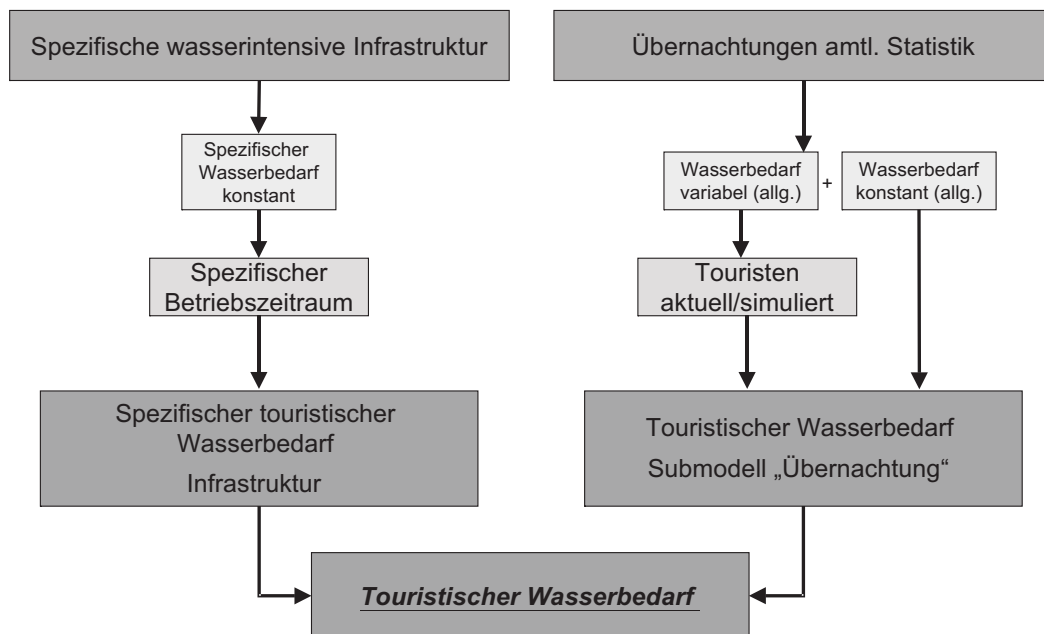 Spezifische wasserintensive Infrastruktur
Übernachtungen amtl. Statistik
Spezifischer
Wasserbedarf
konstant
Wasserbedarf
variabel (allg.)
+
Wasserbedarf
konstant (allg.)
Spezifischer
Betriebszeitraum
Touristen
aktuell/simuliert
Spezifischer touristischer
Wasserbedarf
Infrastruktur
Touristischer Wasserbedarf
Submodell „Übernachtung“
Touristischer Wasserbedarf